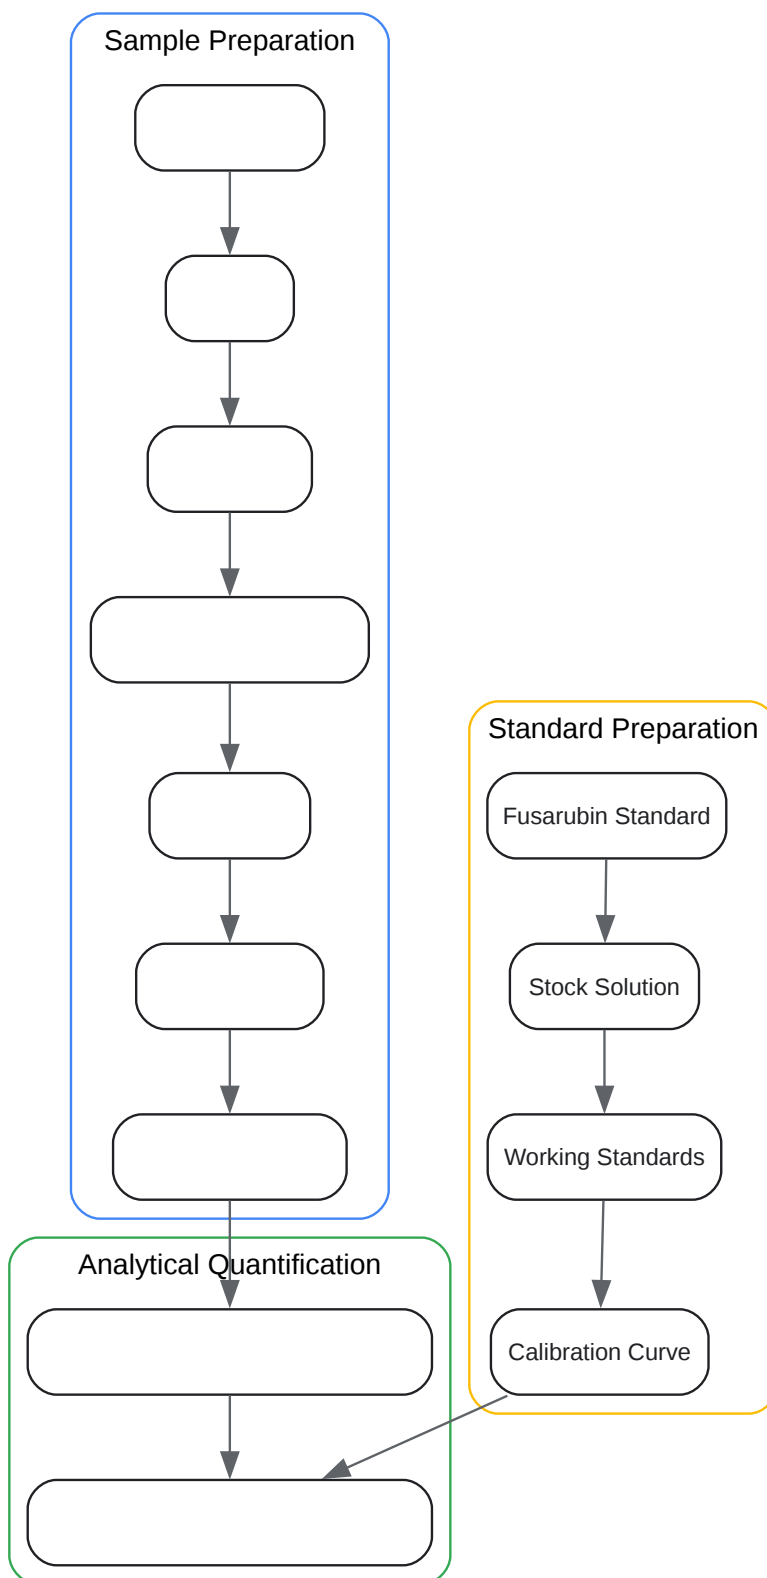 Sample Preparation
Standard Preparation
Fusarubin Standard
Stock Solution
Working Standards
Analytical Quantification
Calibration Curve